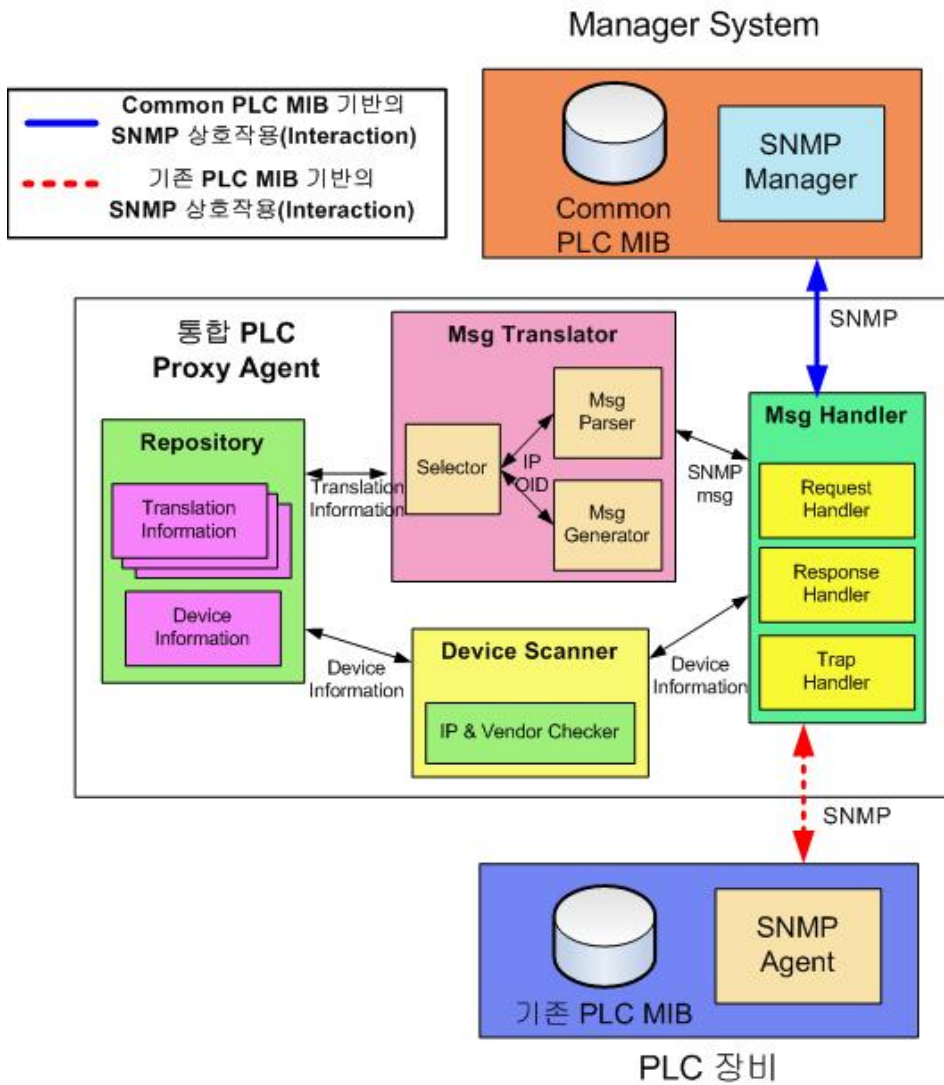 Manager System
Common PLC MIB 기반의
SNMP 상호작용(Interaction)
기존 PLC MIB 기반의
SNMP 상호작용(Interaction)
Common
PLC MIB
SNMP
Manager
SNMP
통합 PLC
Proxy Agent
Msg Translator
Selector
IP
OID
Msg
Parser
Msg
Generator
Repository
Translation
Information
Device
Information
Translation
Information
SNMP
msg
Msg Handler
Request
Handler
Response
Handler
Trap
Handler
Device
Information
Device Scanner
IP & Vendor Checker
Device
Information
SNMP
기존 PLC MIB
SNMP
Agent
PLC 장비